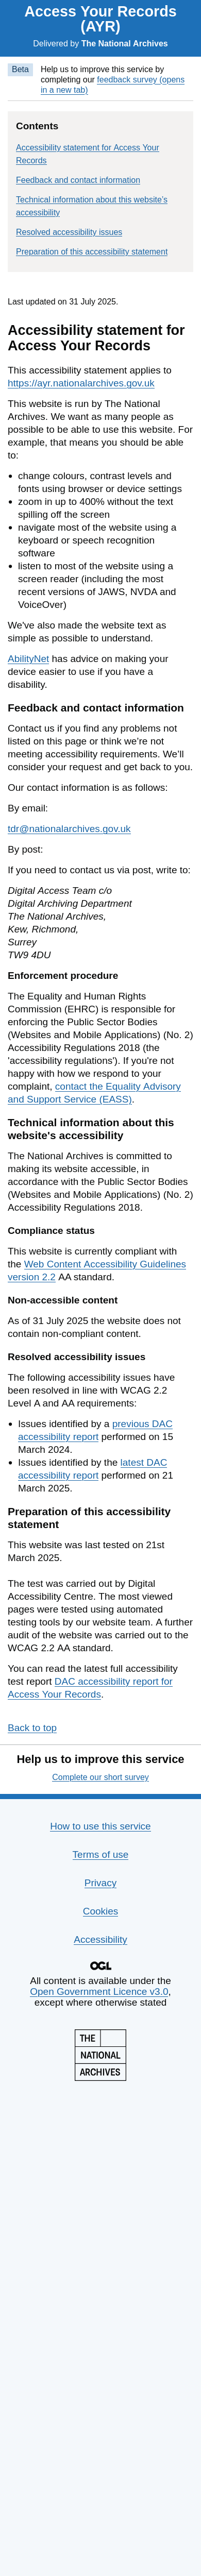 Access Your Records
(AYR)
Delivered by The National Archives
Beta
Help us to improve this service by
completing our feedback survey (opens
in a new tab)
Contents
Accessibility statement for Access Your
Records
Feedback and contact information
Technical information about this website's
accessibility
Resolved accessibility issues
Preparation of this accessibility statement
Last updated on 31 July 2025.
Accessibility statement for
Access Your Records
This accessibility statement applies to
https://ayr.nationalarchives.gov.uk
This website is run by The National
Archives. We want as many people as
possible to be able to use this website. For
example, that means you should be able
to:
• change colours, contrast levels and
fonts using browser or device settings
• zoom in up to 400% without the text
spilling off the screen
• navigate most of the website using a
keyboard or speech recognition
software
• listen to most of the website using a
screen reader (including the most
recent versions of JAWS, NVDA and
VoiceOver)
We've also made the website text as
simple as possible to understand.
AbilityNet has advice on making your
device easier to use if you have a
disability.
Feedback and contact information
Contact us if you find any problems not
listed on this page or think we're not
meeting accessibility requirements. We'll
consider your request and get back to you.
Our contact information is as follows:
By email:
tdr@nationalarchives.gov.uk
By post:
If you need to contact us via post, write to:
Digital Access Team c/o
Digital Archiving Department
The National Archives,
Kew, Richmond,
Surrey
TW9 4DU
Enforcement procedure
The Equality and Human Rights
Commission (EHRC) is responsible for
enforcing the Public Sector Bodies
(Websites and Mobile Applications) (No. 2)
Accessibility Regulations 2018 (the
'accessibility regulations'). If you're not
happy with how we respond to your
complaint, contact the Equality Advisory
and Support Service (EASS).
Technical information about this
website's accessibility
The National Archives is committed to
making its website accessible, in
accordance with the Public Sector Bodies
(Websites and Mobile Applications) (No. 2)
Accessibility Regulations 2018.
Compliance status
This website is currently compliant with
the Web Content Accessibility Guidelines
version 2.2 AA standard.
Non-accessible content
As of 31 July 2025 the website does not
contain non-compliant content.
Resolved accessibility issues
The following accessibility issues have
been resolved in line with WCAG 2.2
Level A and AA requirements:
• Issues identified by a previous DAC
accessibility report performed on 15
March 2024.
• Issues identified by the latest DAC
accessibility report performed on 21
March 2025.
Preparation of this accessibility
statement
This website was last tested on 21st
March 2025.
The test was carried out by Digital
Accessibility Centre. The most viewed
pages were tested using automated
testing tools by our website team. A further
audit of the website was carried out to the
WCAG 2.2 AA standard.
You can read the latest full accessibility
test report DAC accessibility report for
Access Your Records.
Back to top
Help us to improve this service
Complete our short survey
How to use this service
Terms of use
Privacy
Cookies
Accessibility
OGL
All content is available under the
Open Government Licence v3.0,
except where otherwise stated
THE
NATIONAL
ARCHIVES